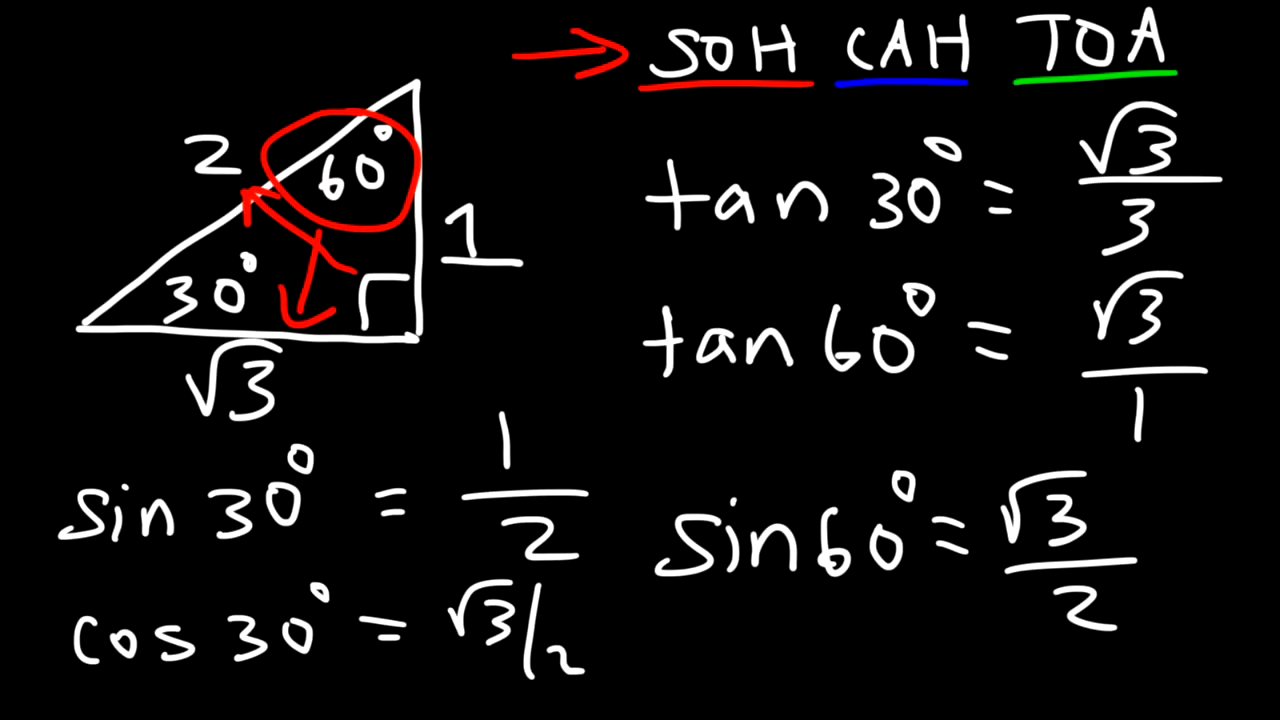 SOH CAH TOA
2
60°
1
30°
√3
tan 30° = √3/3
tan 60° = √3/1
sin 30° = 1/2
sin 60° = √3/2
cos 30° = √3/2